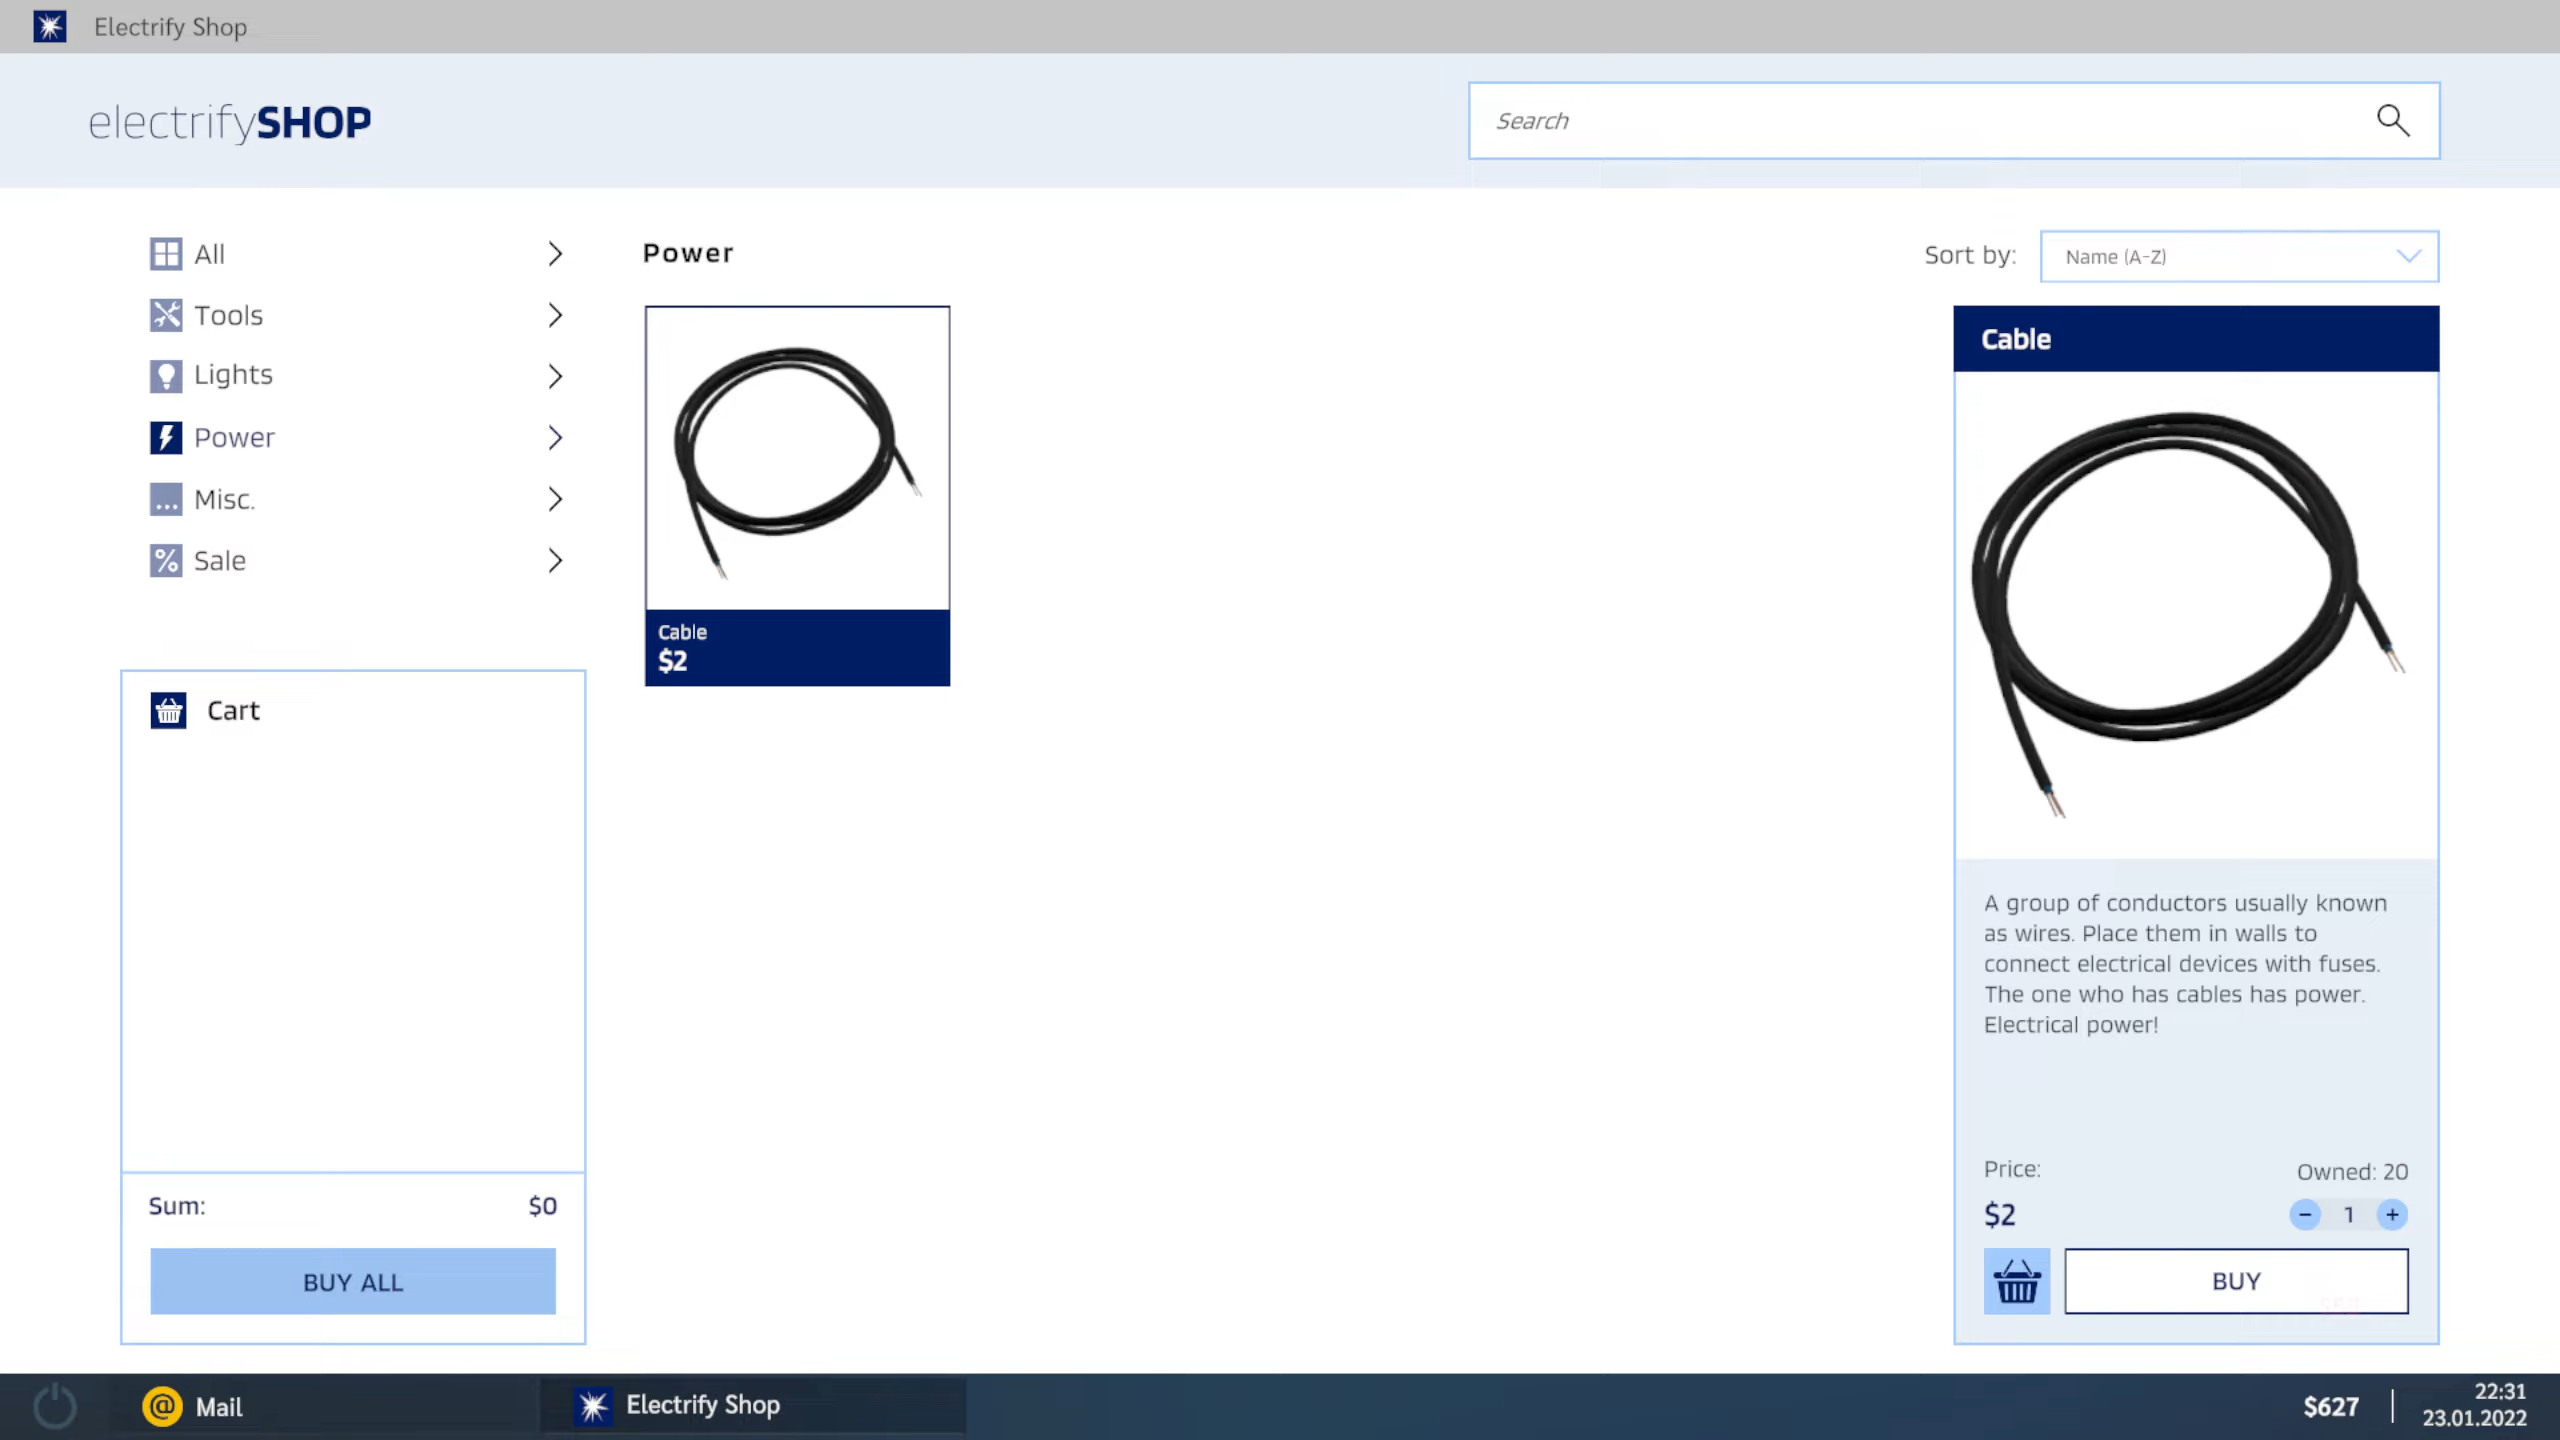 Electrify Shop
electrifySHOP
Search
All
Tools
Lights
Power
Misc.
Sale
Power
Sort by:
Name (A-Z)
Cable
$2
Cart
Sum:
$0
BUY ALL
Cable
A group of conductors usually known
as wires. Place them in walls to
connect electrical devices with fuses.
The one who has cables has power.
Electrical power!
Price:
Owned: 20
$2
− 1 +
BUY
Mail
Electrify Shop
$627
22:31
23.01.2022